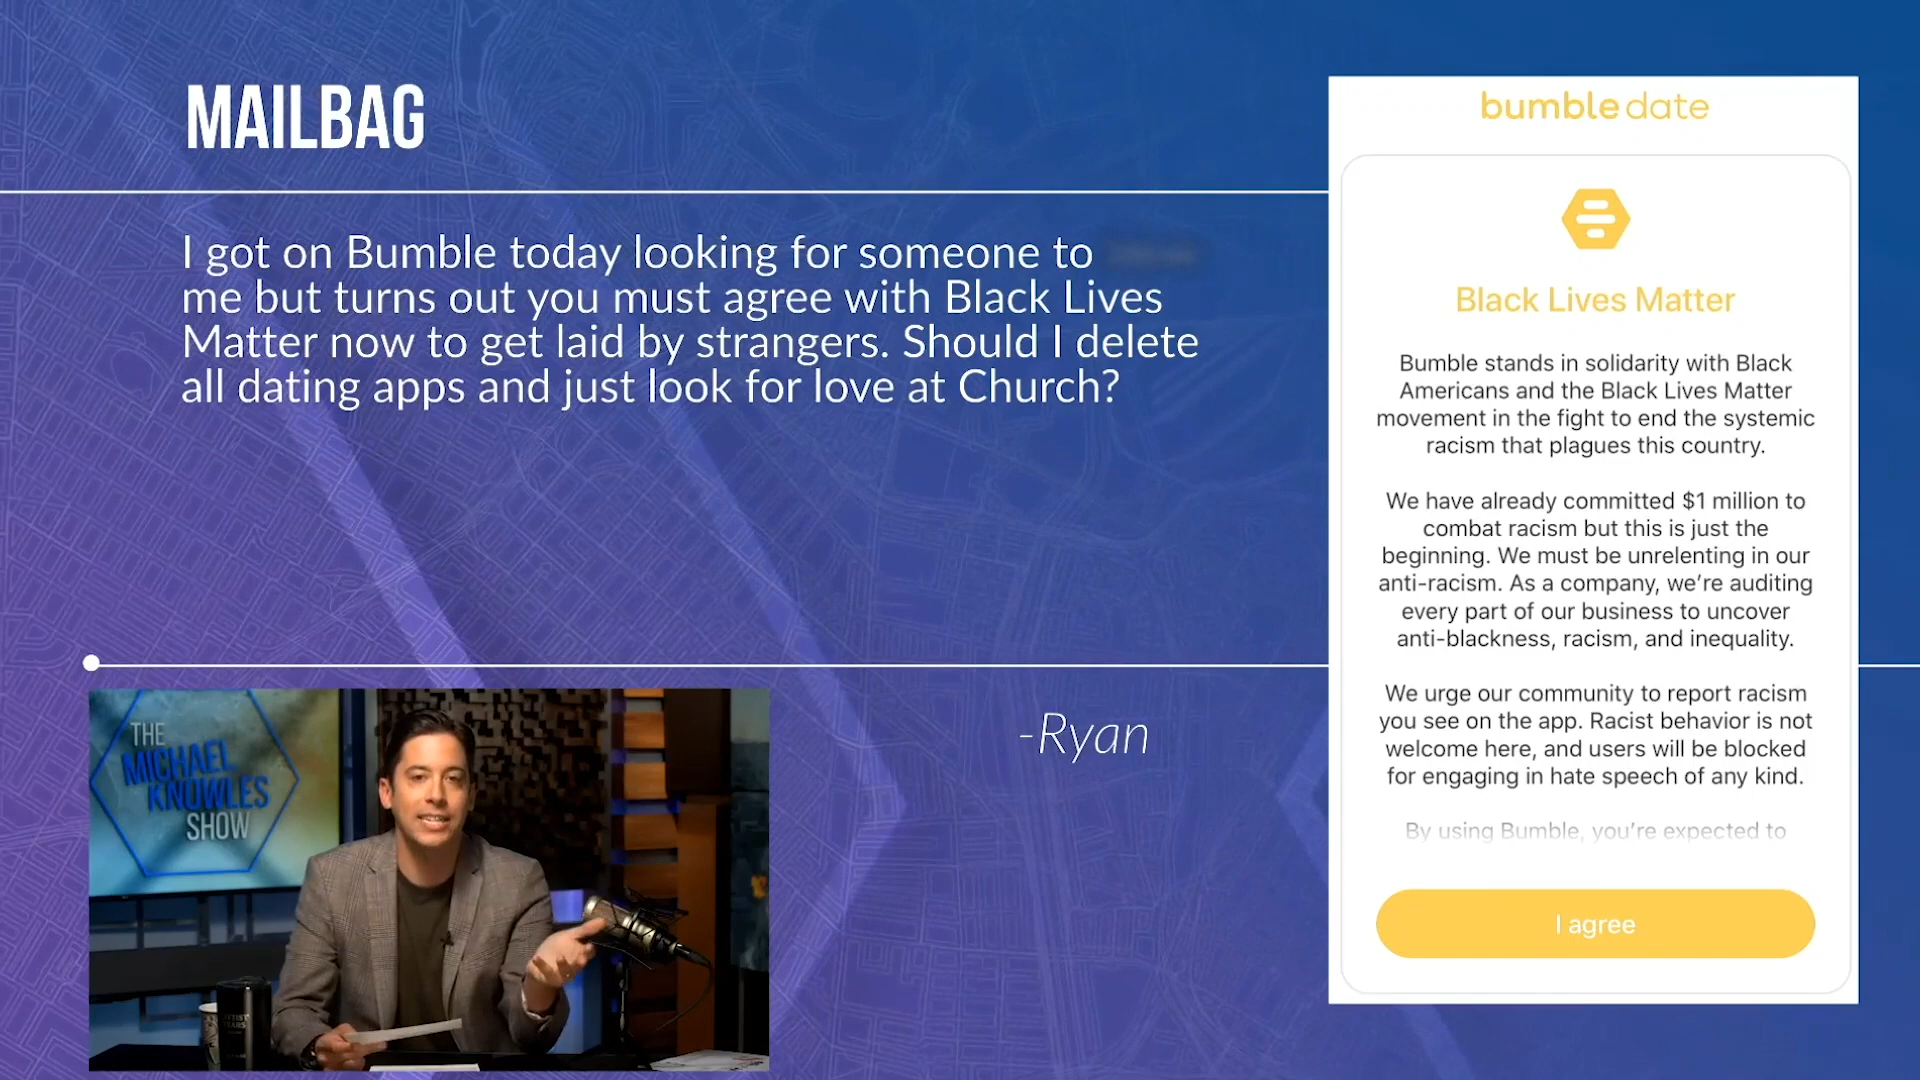 MAILBAG
I got on Bumble today looking for someone to
me but turns out you must agree with Black Lives
Matter now to get laid by strangers. Should I delete
all dating apps and just look for love at Church?
-Ryan
bumble date
Black Lives Matter
Bumble stands in solidarity with Black
Americans and the Black Lives Matter
movement in the fight to end the systemic
racism that plagues this country.
We have already committed $1 million to
combat racism but this is just the
beginning. We must be unrelenting in our
anti-racism. As a company, we’re auditing
every part of our business to uncover
anti-blackness, racism, and inequality.
We urge our community to report racism
you see on the app. Racist behavior is not
welcome here, and users will be blocked
for engaging in hate speech of any kind.
By using Bumble, you’re expected to
I agree
THE
MICHAEL
KNOWLES
SHOW